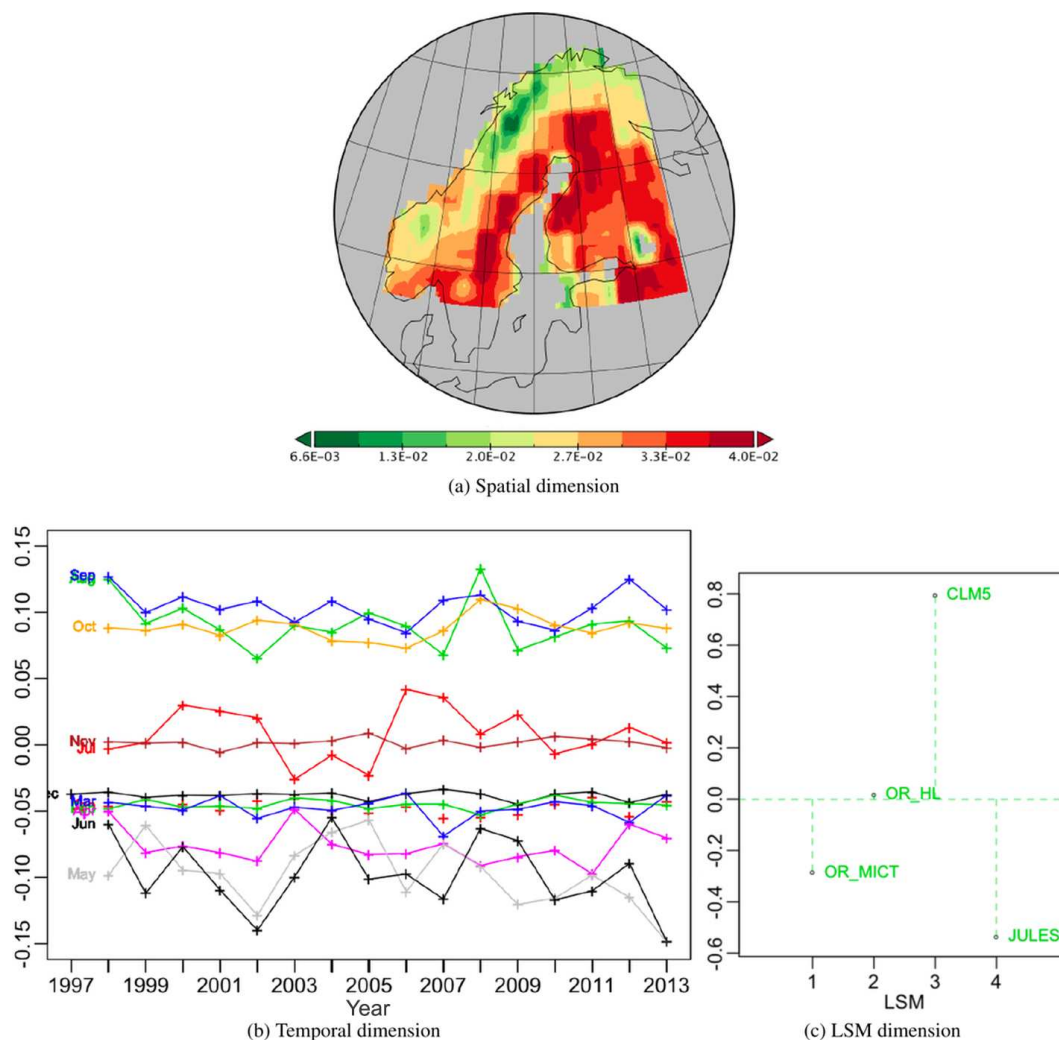 6.6E-03 1.3E-02 2.0E-02 2.7E-02 3.3E-02 4.0E-02
(a) Spatial dimension
0.15
0.10
0.05
0.00
-0.05
-0.10
-0.15
Sep
Oct
Nov
Jul
Mar
Jun
May
1997 1999 2001 2003 2005 2007 2009 2011 2013
Year
(b) Temporal dimension
0.8
0.6
0.4
0.2
0.0
-0.2
-0.4
-0.6
CLM5
OR_HL
OR_MICT
JULES
1 2 3 4
LSM
(c) LSM dimension